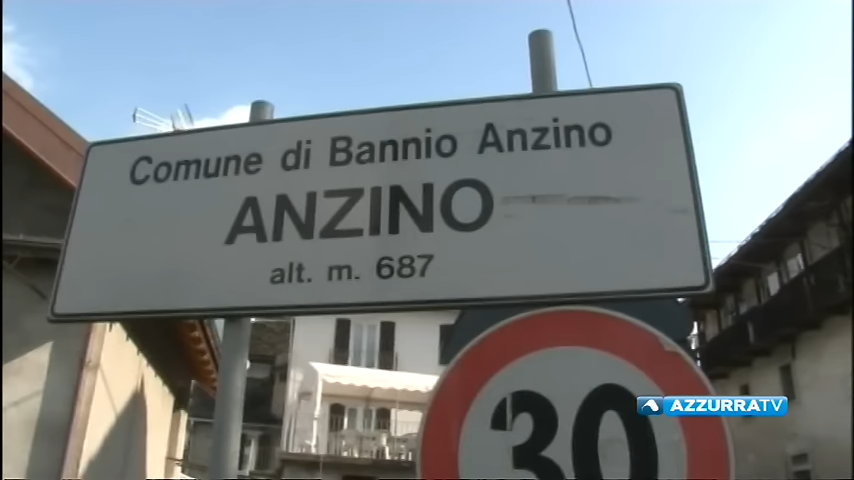 Comune di Bannio Anzino
ANZINO
alt. m. 687
30
AZZURRATV